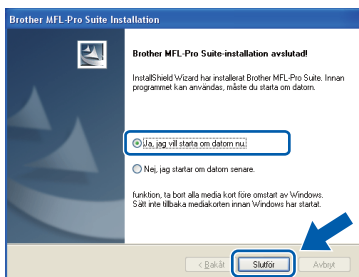 Brother MFL-Pro Suite Installation
Brother MFL-Pro Suite-installation avslutad!
InstallShield Wizard har installerat Brother MFL-Pro Suite. Innan
programmet kan användas, måste du starta om datorn.
Ja, jag vill starta om datorn nu.
Nej, jag startar om datorn senare.
funktion, ta bort alla media kort före omstart av Windows.
Sätt inte tillbaka mediakorten innan Windows har startat.
< Bakåt
Slutför
Avbryt